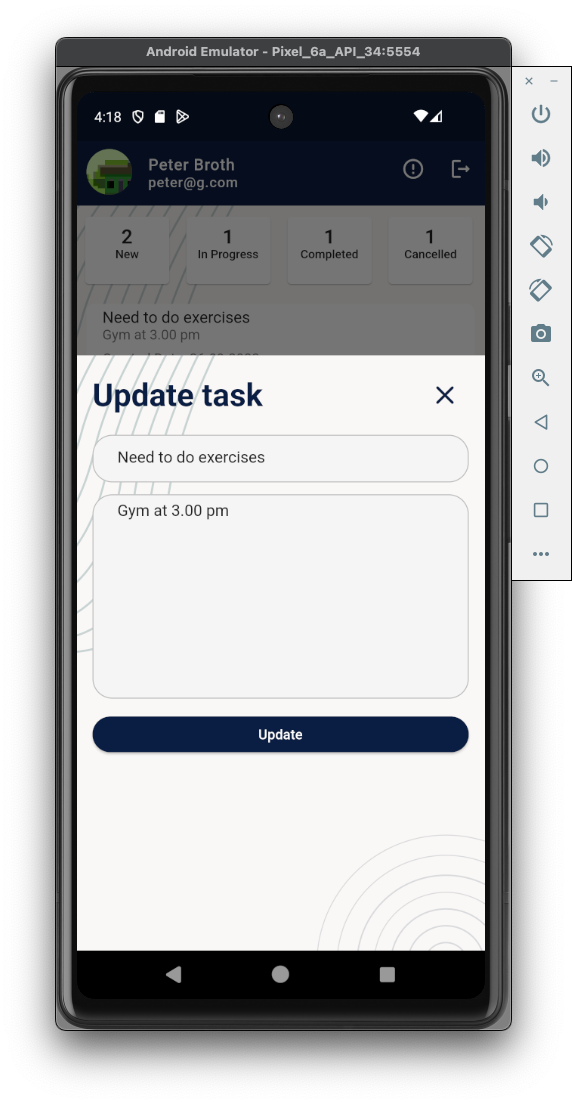 Android Emulator - Pixel_6a_API_34:5554
4:18
Peter Broth
peter@g.com
2 1 1 1
New In Progress Completed Cancelled
Need to do exercises
Gym at 3.00 pm
Update task
Need to do exercises
Gym at 3.00 pm
Update